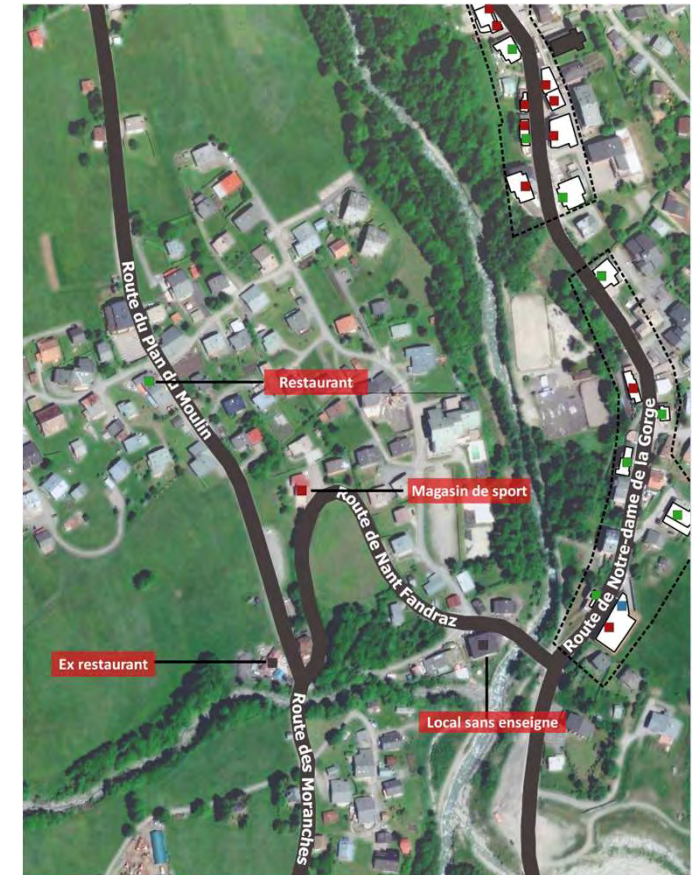 Route du Plan du Moulin
Restaurant
Route de Notre-dame de la Gorge
Magasin de sport
Route de Nant Fandraz
Ex restaurant
Local sans enseigne
Route des Moranches